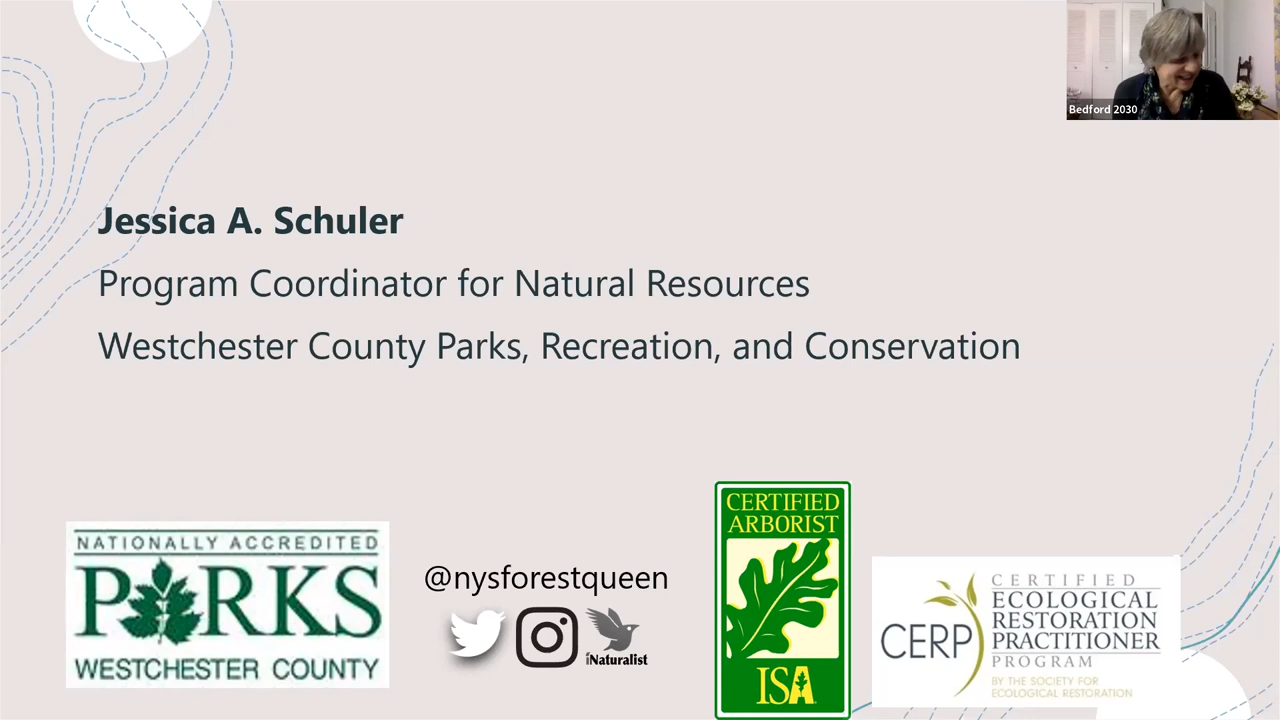 Bedford 2030
Jessica A. Schuler
Program Coordinator for Natural Resources
Westchester County Parks, Recreation, and Conservation
NATIONALLY ACCREDITED
PARKS
WESTCHESTER COUNTY
@nysforestqueen
iNaturalist
CERTIFIED
ARBORIST
ISA
CERP
CERTIFIED
ECOLOGICAL
RESTORATION
PRACTITIONER
PROGRAM
BY THE SOCIETY FOR
ECOLOGICAL RESTORATION